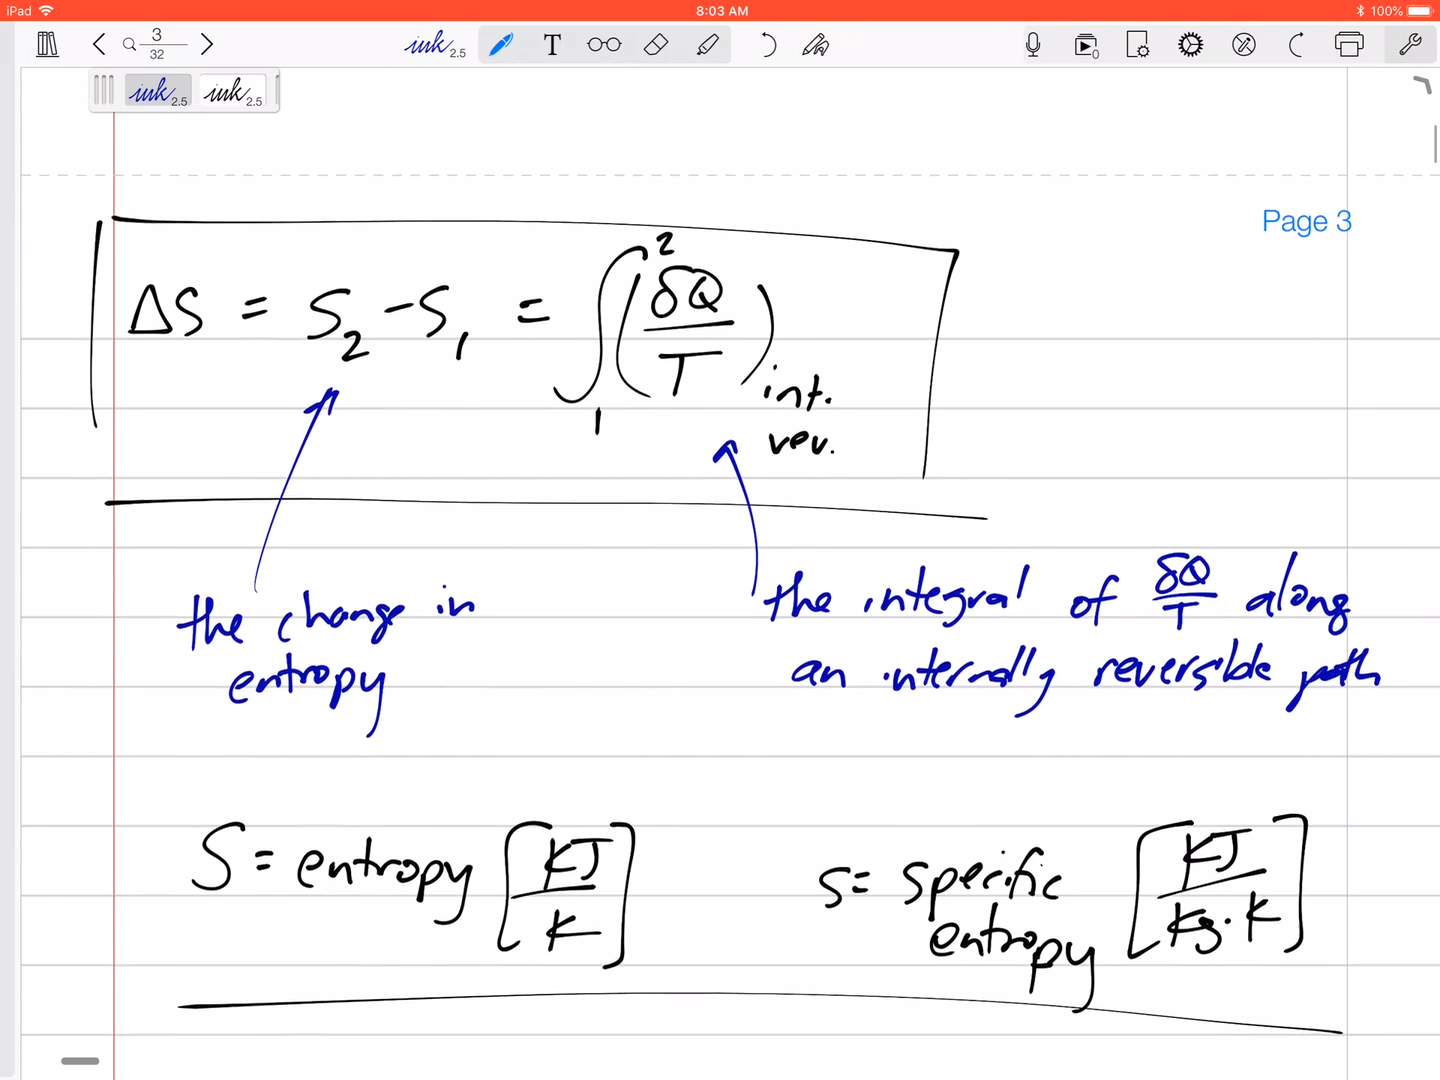 iPad 8:03 AM 100%
3
32
ink 2.5 T 0
ink 2.5 ink 2.5
Page 3
ΔS = S₂ - S₁ = ∫₁² (δQ/T) int. rev.
the change in
entropy
the integral of δQ/T along
an internally reversible path
S = entropy [kJ/K]
s = specific
entropy [kJ/kg·K]